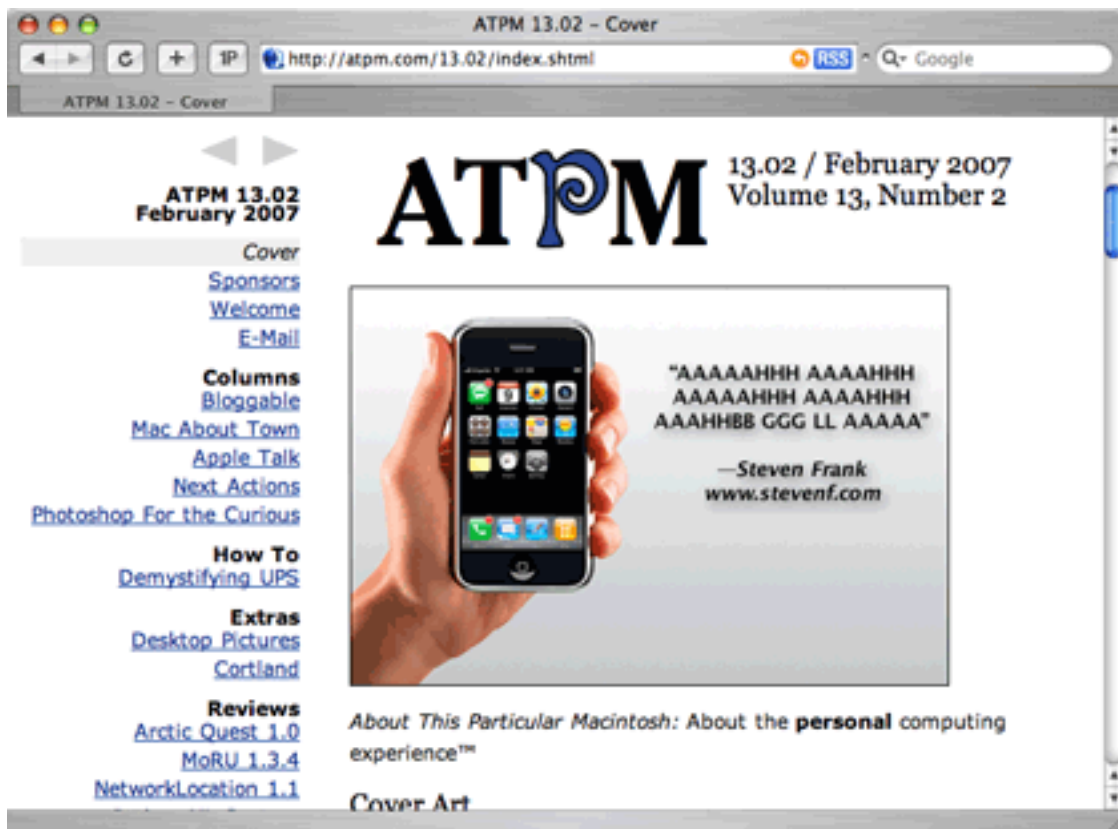 ATPM 13.02 – Cover
1P
http://atpm.com/13.02/index.shtml
RSS
Google
ATPM 13.02 – Cover
ATPM 13.02
February 2007
Cover
Sponsors
Welcome
E-Mail
Columns
Bloggable
Mac About Town
Apple Talk
Next Actions
Photoshop For the Curious
How To
Demystifying UPS
Extras
Desktop Pictures
Cortland
Reviews
Arctic Quest 1.0
MoRU 1.3.4
NetworkLocation 1.1
ATPM
13.02 / February 2007
Volume 13, Number 2
"AAAAAHHH AAAAHHH
AAAAAHHH AAAAHHH
AAAHHBB GGG LL AAAAA"
—Steven Frank
www.stevenf.com
About This Particular Macintosh: About the personal computing
experience™
Cover Art